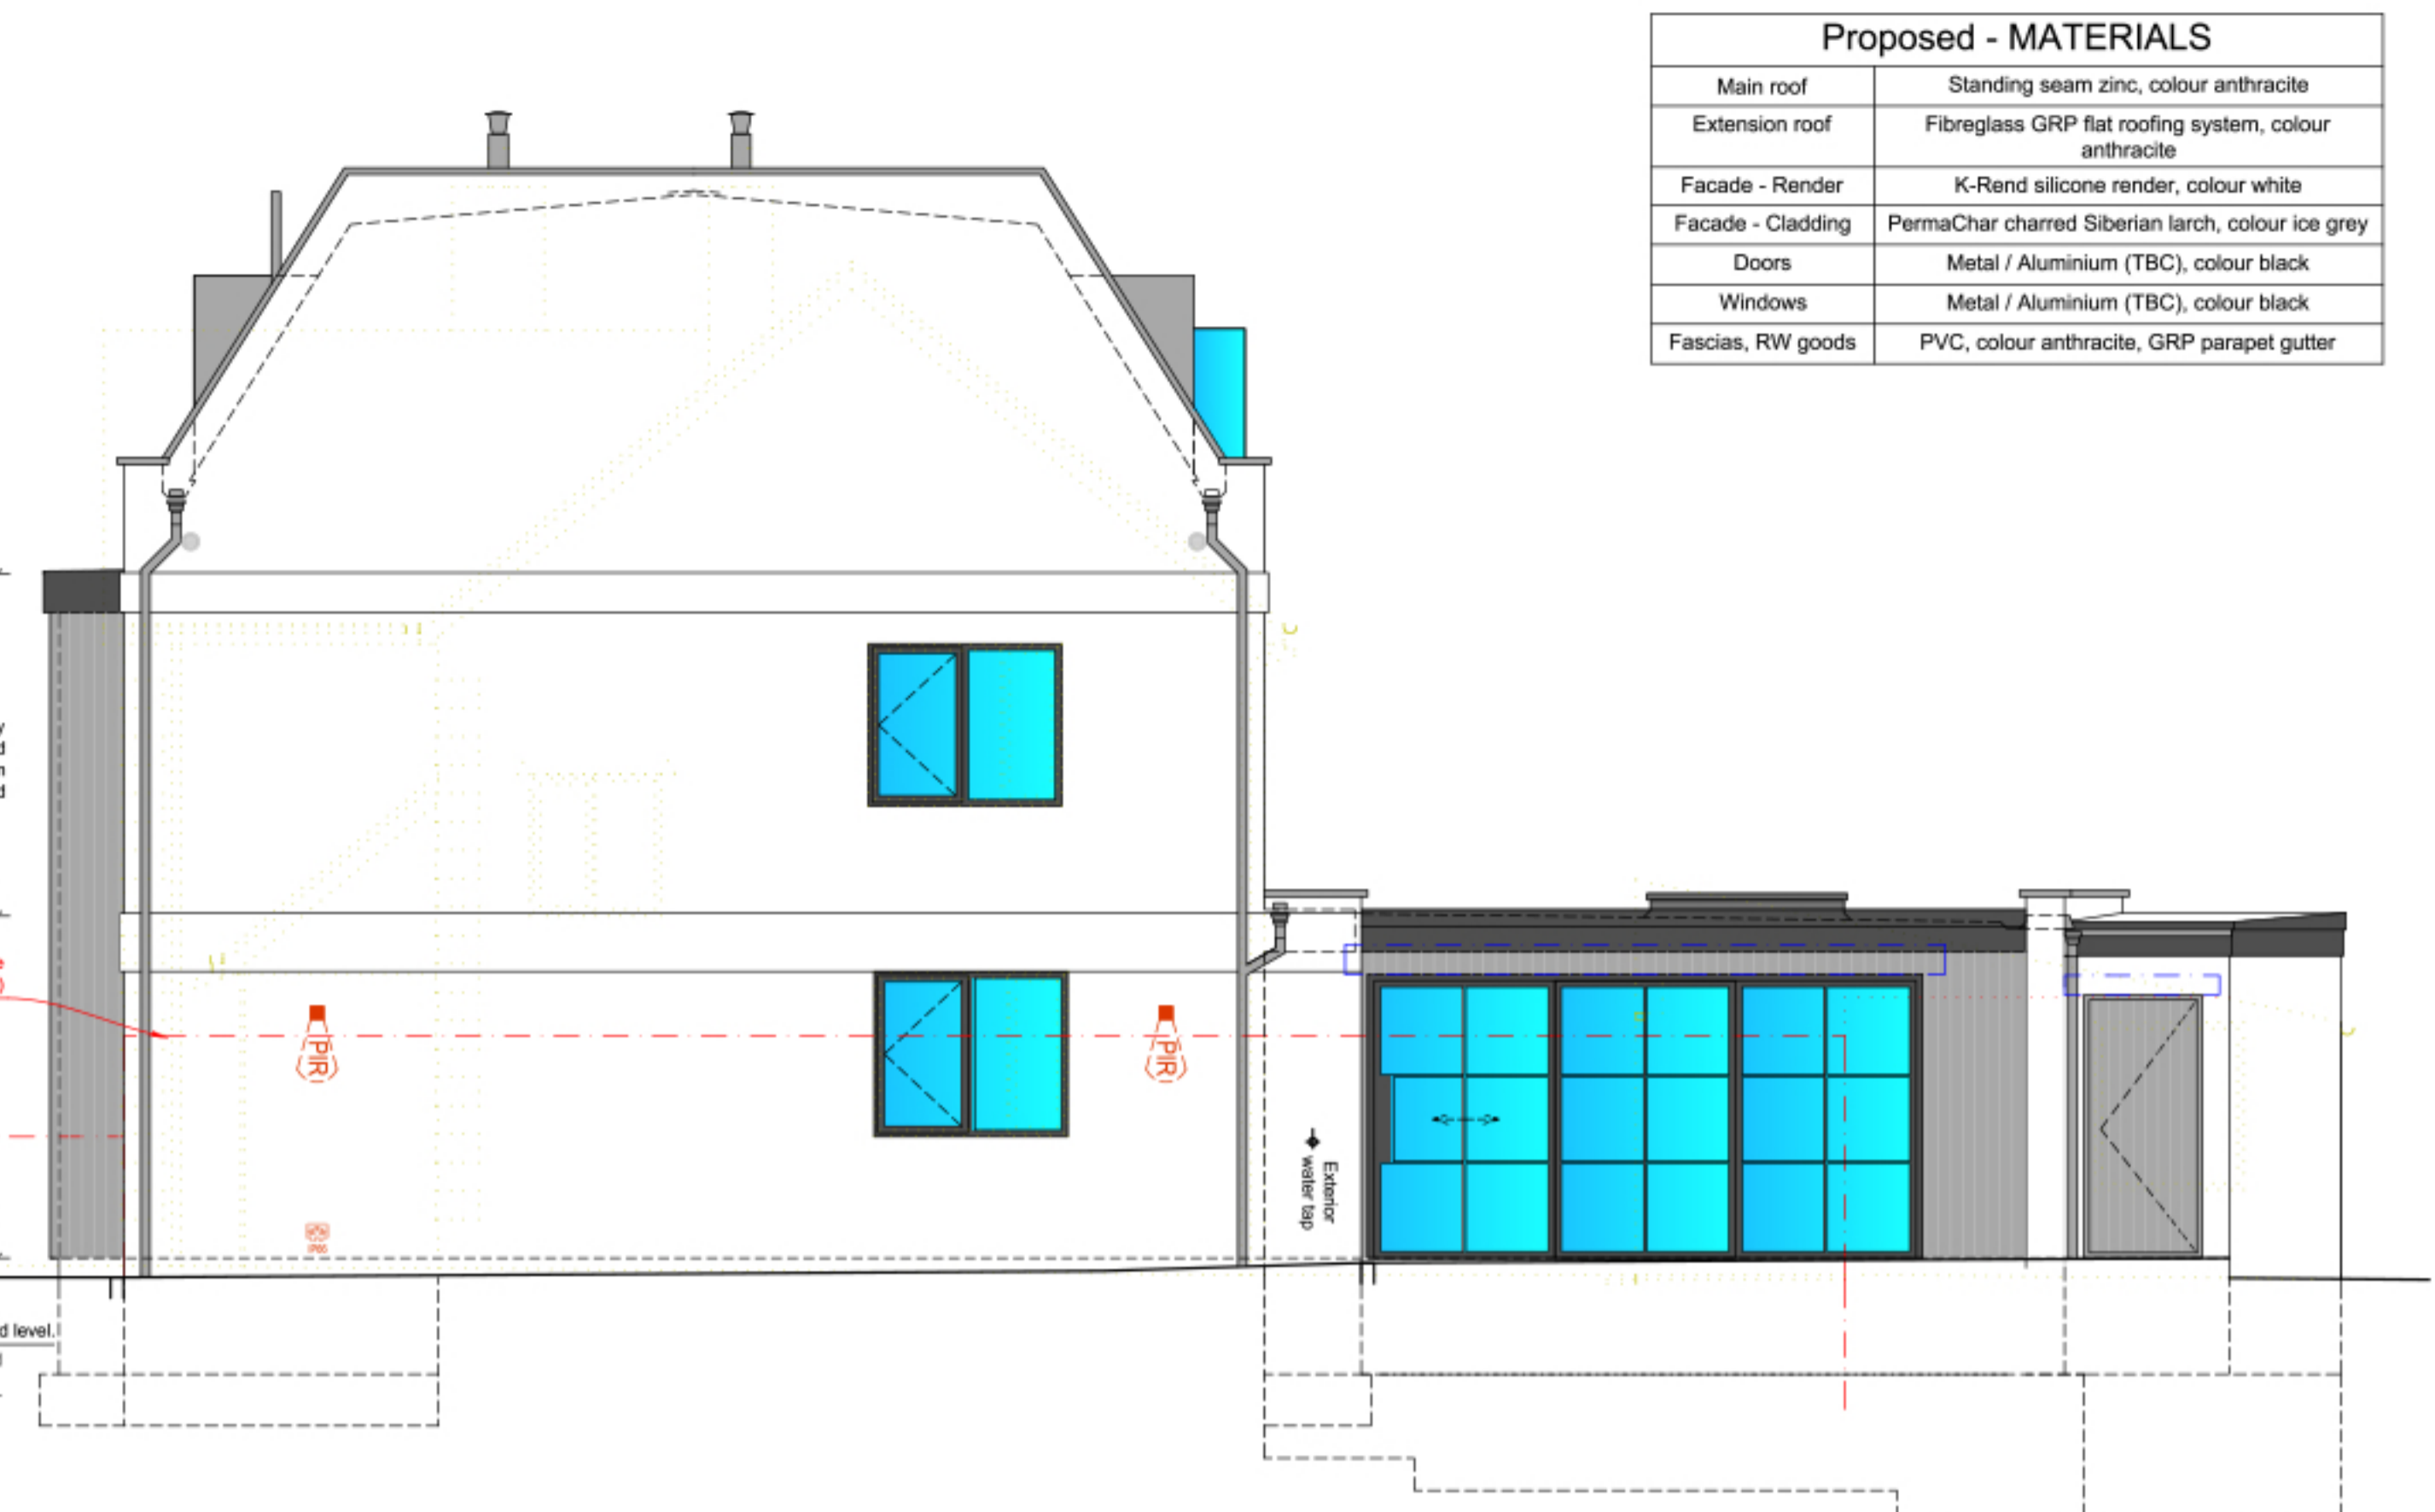 Proposed - MATERIALS
Main roof
Standing seam zinc, colour anthracite
Extension roof
Fibreglass GRP flat roofing system, colour
anthracite
Facade - Render
K-Rend silicone render, colour white
Facade - Cladding
PermaChar charred Siberian larch, colour ice grey
Doors
Metal / Aluminium (TBC), colour black
Windows
Metal / Aluminium (TBC), colour black
Fascias, RW goods
PVC, colour anthracite, GRP parapet gutter
PIR
PIR
Exterior
water tap
IP66
level.